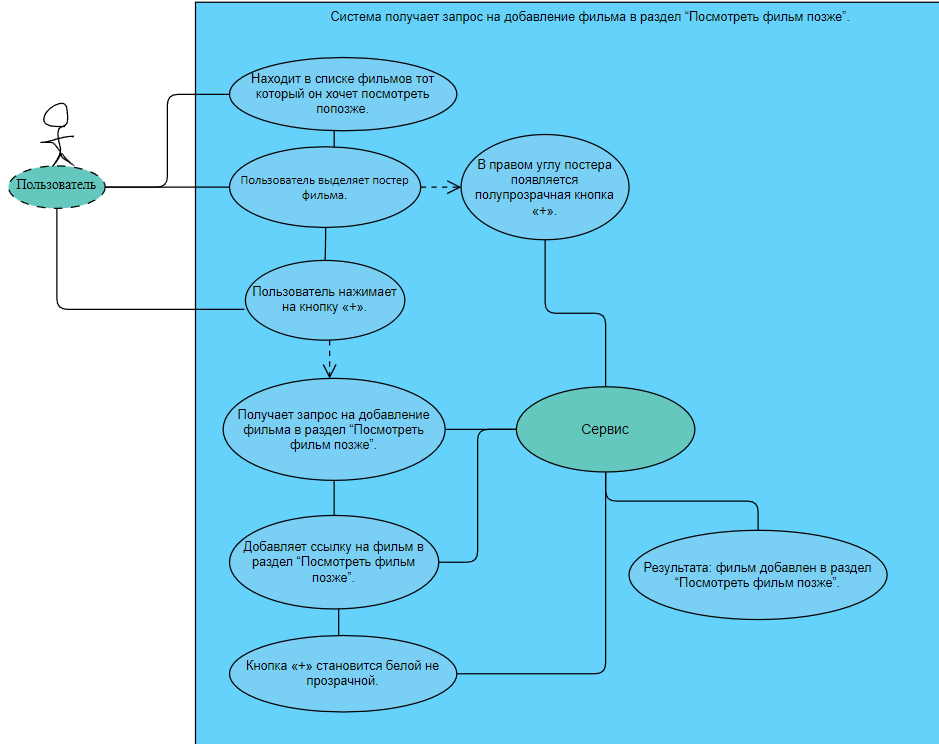 Система получает запрос на добавление фильма в раздел “Посмотреть фильм позже”.
Находит в списке фильмов тот
который он хочет посмотреть
попозже.
Пользователь
Пользователь выделяет постер
фильма.
В правом углу постера
появляется
полупрозрачная кнопка
«+».
Пользователь нажимает
на кнопку «+».
Получает запрос на добавление
фильма в раздел “Посмотреть
фильм позже”.
Сервис
Добавляет ссылку на фильм в
раздел “Посмотреть фильм
позже”.
Результата: фильм добавлен в раздел
“Посмотреть фильм позже”.
Кнопка «+» становится белой не
прозрачной.